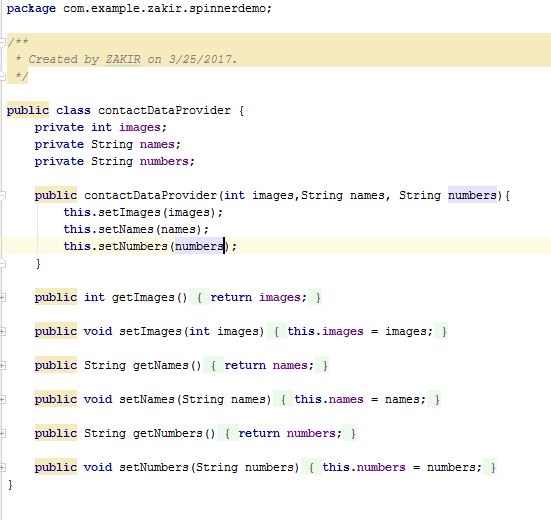 package com.example.zakir.spinnerdemo;
/**
 * Created by ZAKIR on 3/25/2017.
 */
public class contactDataProvider {
    private int images;
    private String names;
    private String numbers;
    public contactDataProvider(int images,String names, String numbers){
        this.setImages(images);
        this.setNames(names);
        this.setNumbers(numbers);
    }
    public int getImages() { return images; }
    public void setImages(int images) { this.images = images; }
    public String getNames() { return names; }
    public void setNames(String names) { this.names = names; }
    public String getNumbers() { return numbers; }
    public void setNumbers(String numbers) { this.numbers = numbers; }
}